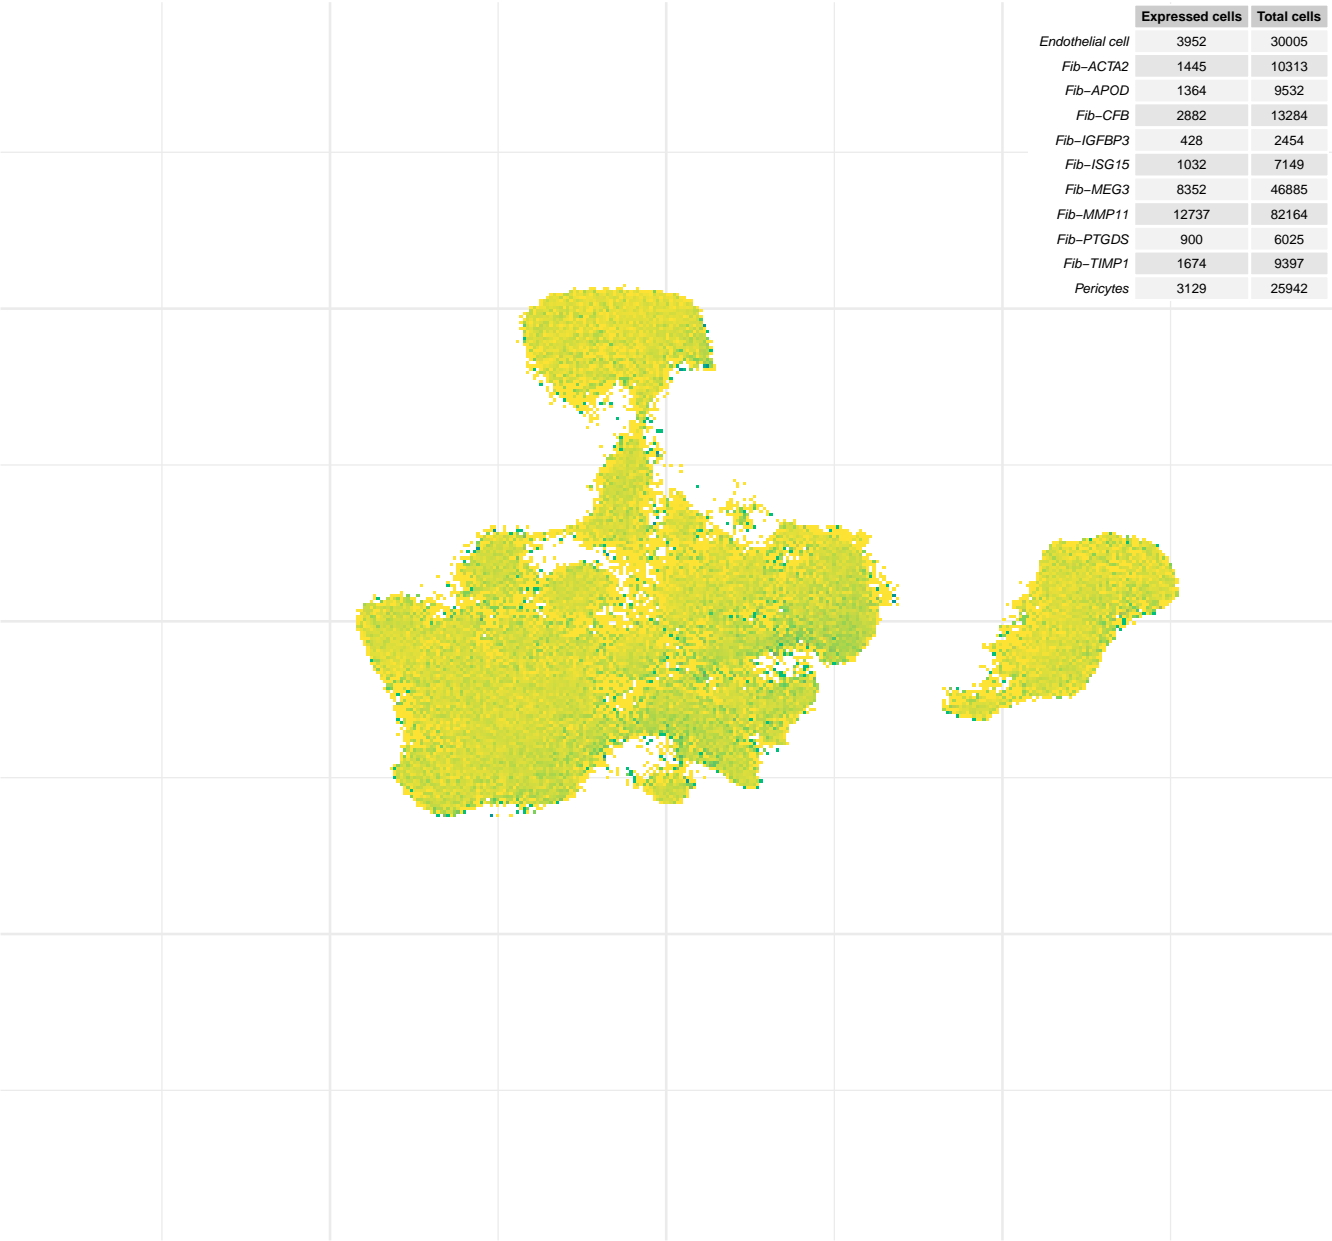 Expressed cells Total cells
Endothelial cell 3952 30005
Fib−ACTA2 1445 10313
Fib−APOD 1364 9532
Fib−CFB 2882 13284
Fib−IGFBP3 428 2454
Fib−ISG15 1032 7149
Fib−MEG3 8352 46885
Fib−MMP11 12737 82164
Fib−PTGDS 900 6025
Fib−TIMP1 1674 9397
Pericytes 3129 25942